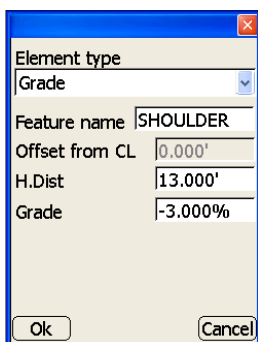 Element type
Grade
Feature name SHOULDER
Offset from CL 0.000'
H.Dist 13.000'
Grade -3.000%
Ok Cancel